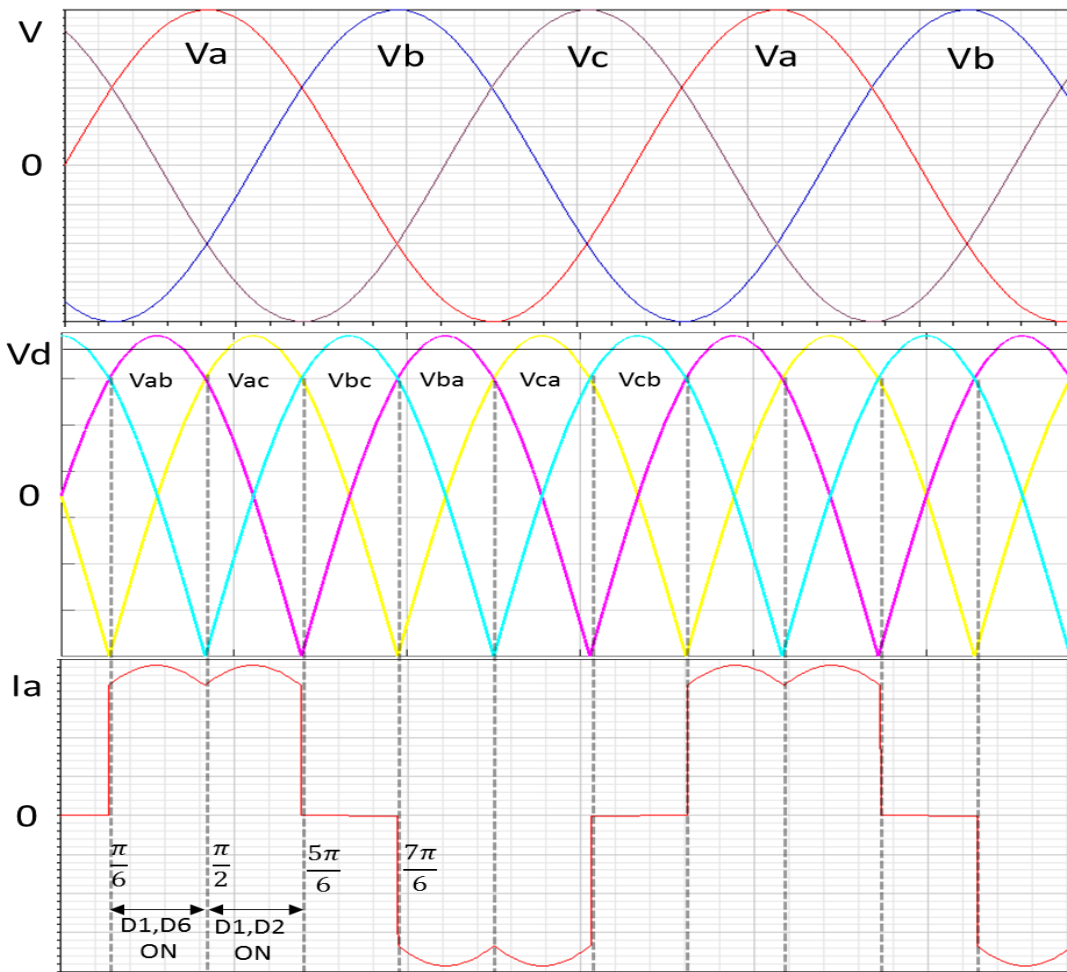 V
Va Vb Vc Va Vb
0
Vd
Vab Vac Vbc Vba Vca Vcb
0
Ia
0
π/6 π/2 5π/6 7π/6
D1,D6 D1,D2
ON ON